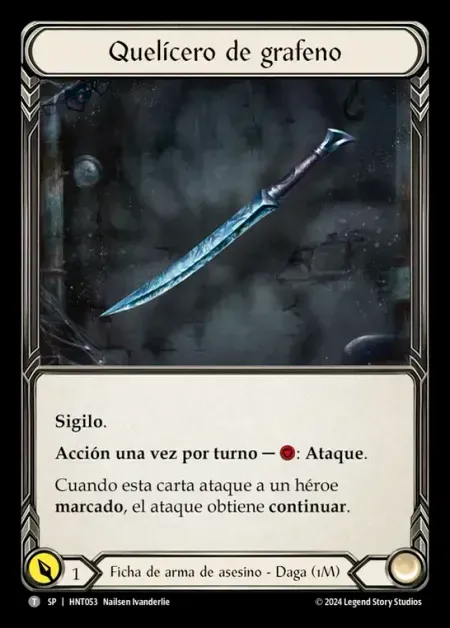 Quelícero de grafeno
Sigilo.
Acción una vez por turno — : Ataque.
Cuando esta carta ataque a un héroe
marcado, el ataque obtiene continuar.
1
Ficha de arma de asesino - Daga (1M)
T SP | HNT053 Nailsen Ivanderlie
© 2024 Legend Story Studios